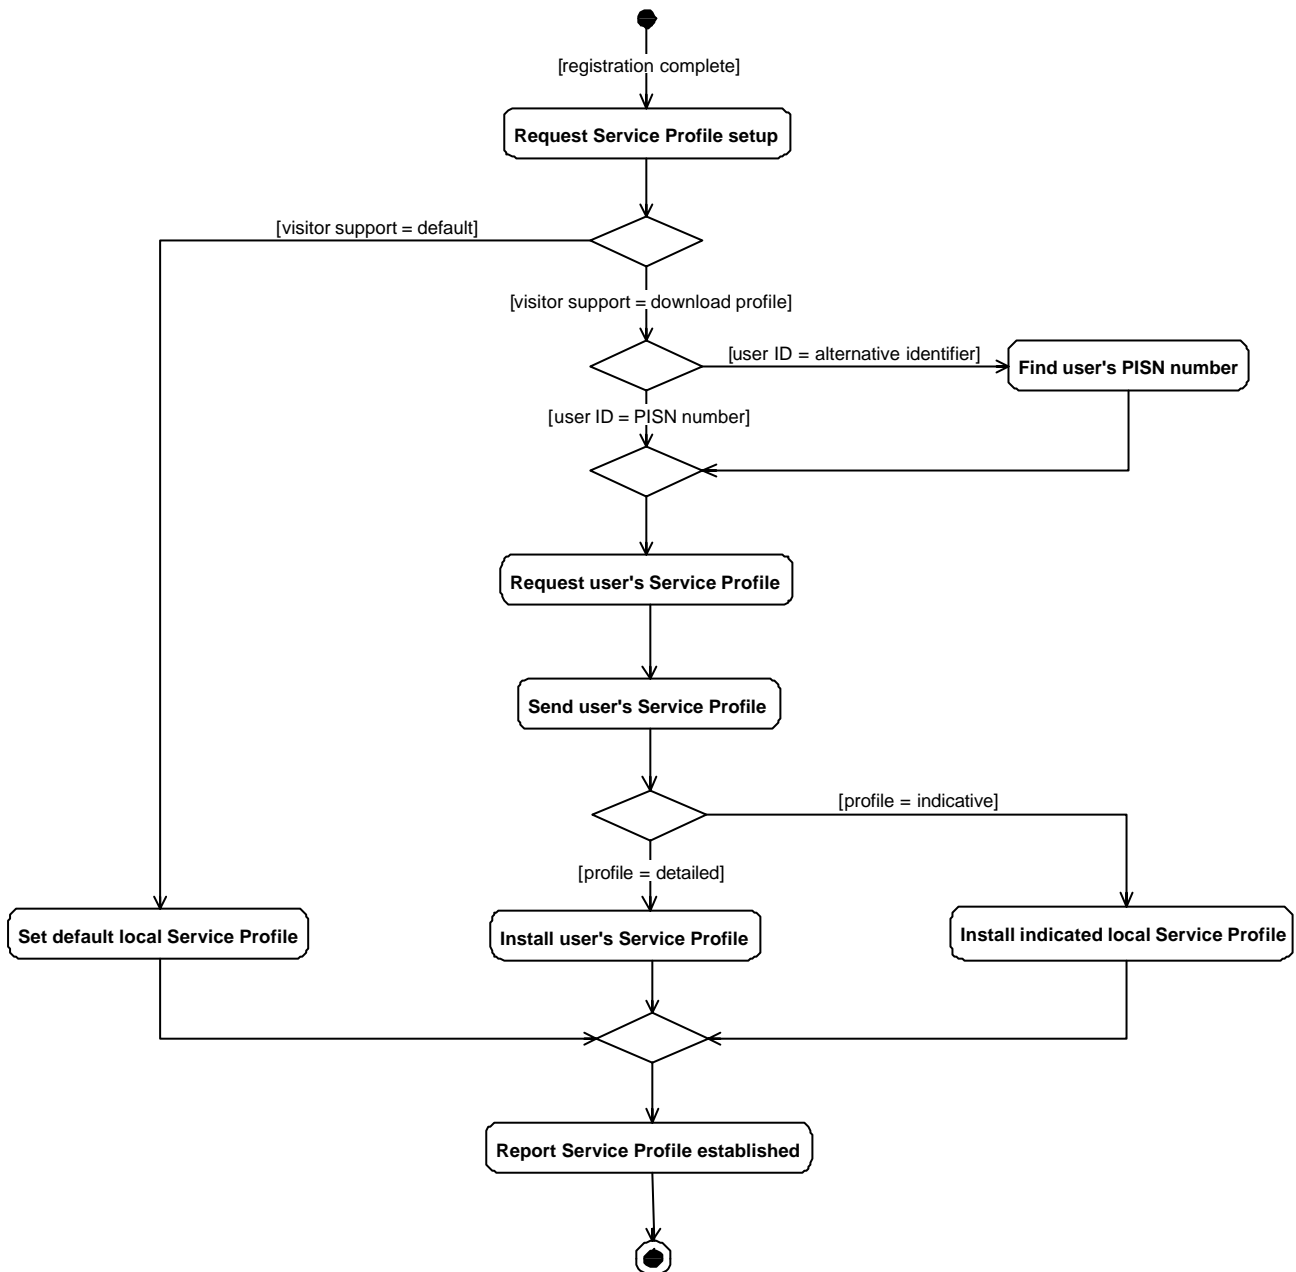 [registration complete]
Request Service Profile setup
[visitor support = default]
[visitor support = download profile]
[user ID = alternative identifier]
Find user's PISN number
[user ID = PISN number]
Request user's Service Profile
Send user's Service Profile
[profile = indicative]
[profile = detailed]
Set default local Service Profile
Install user's Service Profile
Install indicated local Service Profile
Report Service Profile established